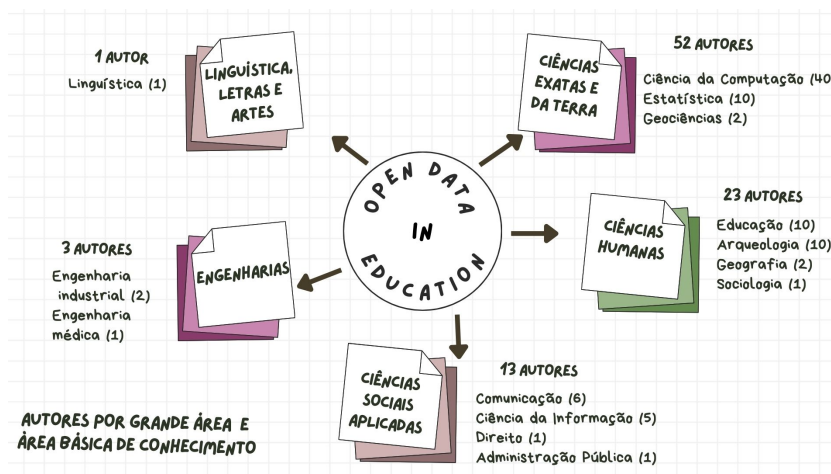 1 AUTOR
Linguística (1)
LINGUÍSTICA,
LETRAS E
ARTES
CIÊNCIAS
EXATAS E
DA TERRA
52 AUTORES
Ciência da Computação (40
Estatística (10)
Geociências (2)
OPEN DATA
IN
EDUCATION
3 AUTORES
Engenharia
industrial (2)
Engenharia
médica (1)
ENGENHARIAS
CIÊNCIAS
HUMANAS
23 AUTORES
Educação (10)
Arqueologia (10)
Geografia (2)
Sociologia (1)
CIÊNCIAS
SOCIAIS
APLICADAS
13 AUTORES
Comunicação (6)
Ciência da Informação (5)
Direito (1)
Administração Pública (1)
AUTORES POR GRANDE ÁREA E
ÁREA BÁSICA DE CONHECIMENTO